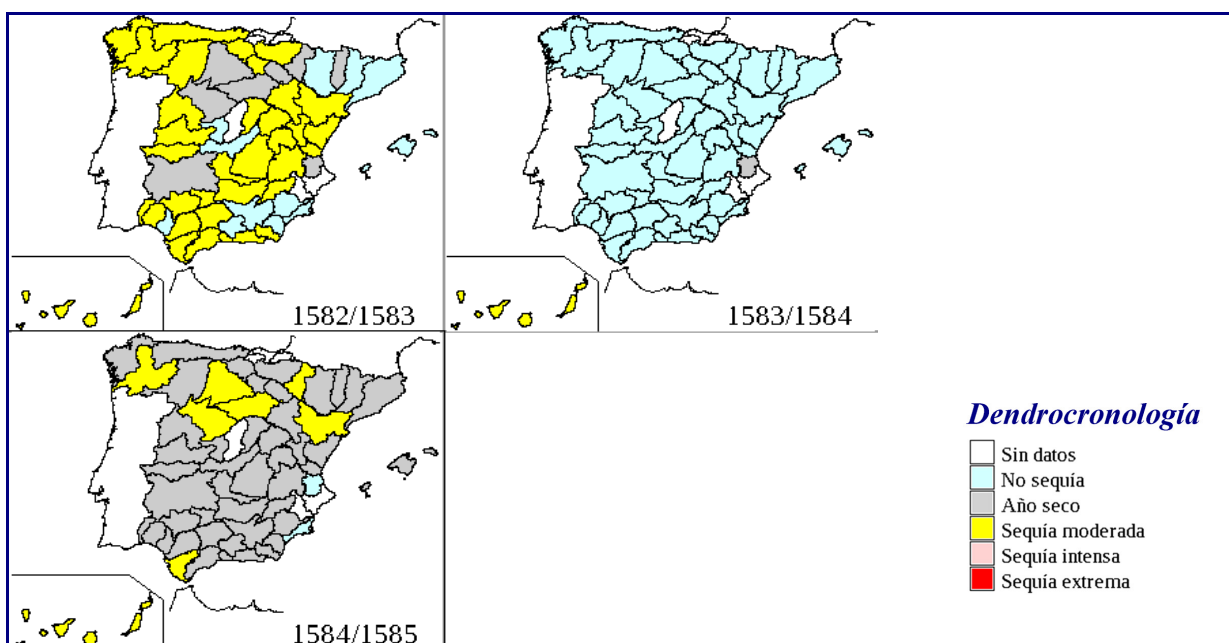 1582/1583
1583/1584
1584/1585
Dendrocronología
Sin datos
No sequía
Año seco
Sequía moderada
Sequía intensa
Sequía extrema